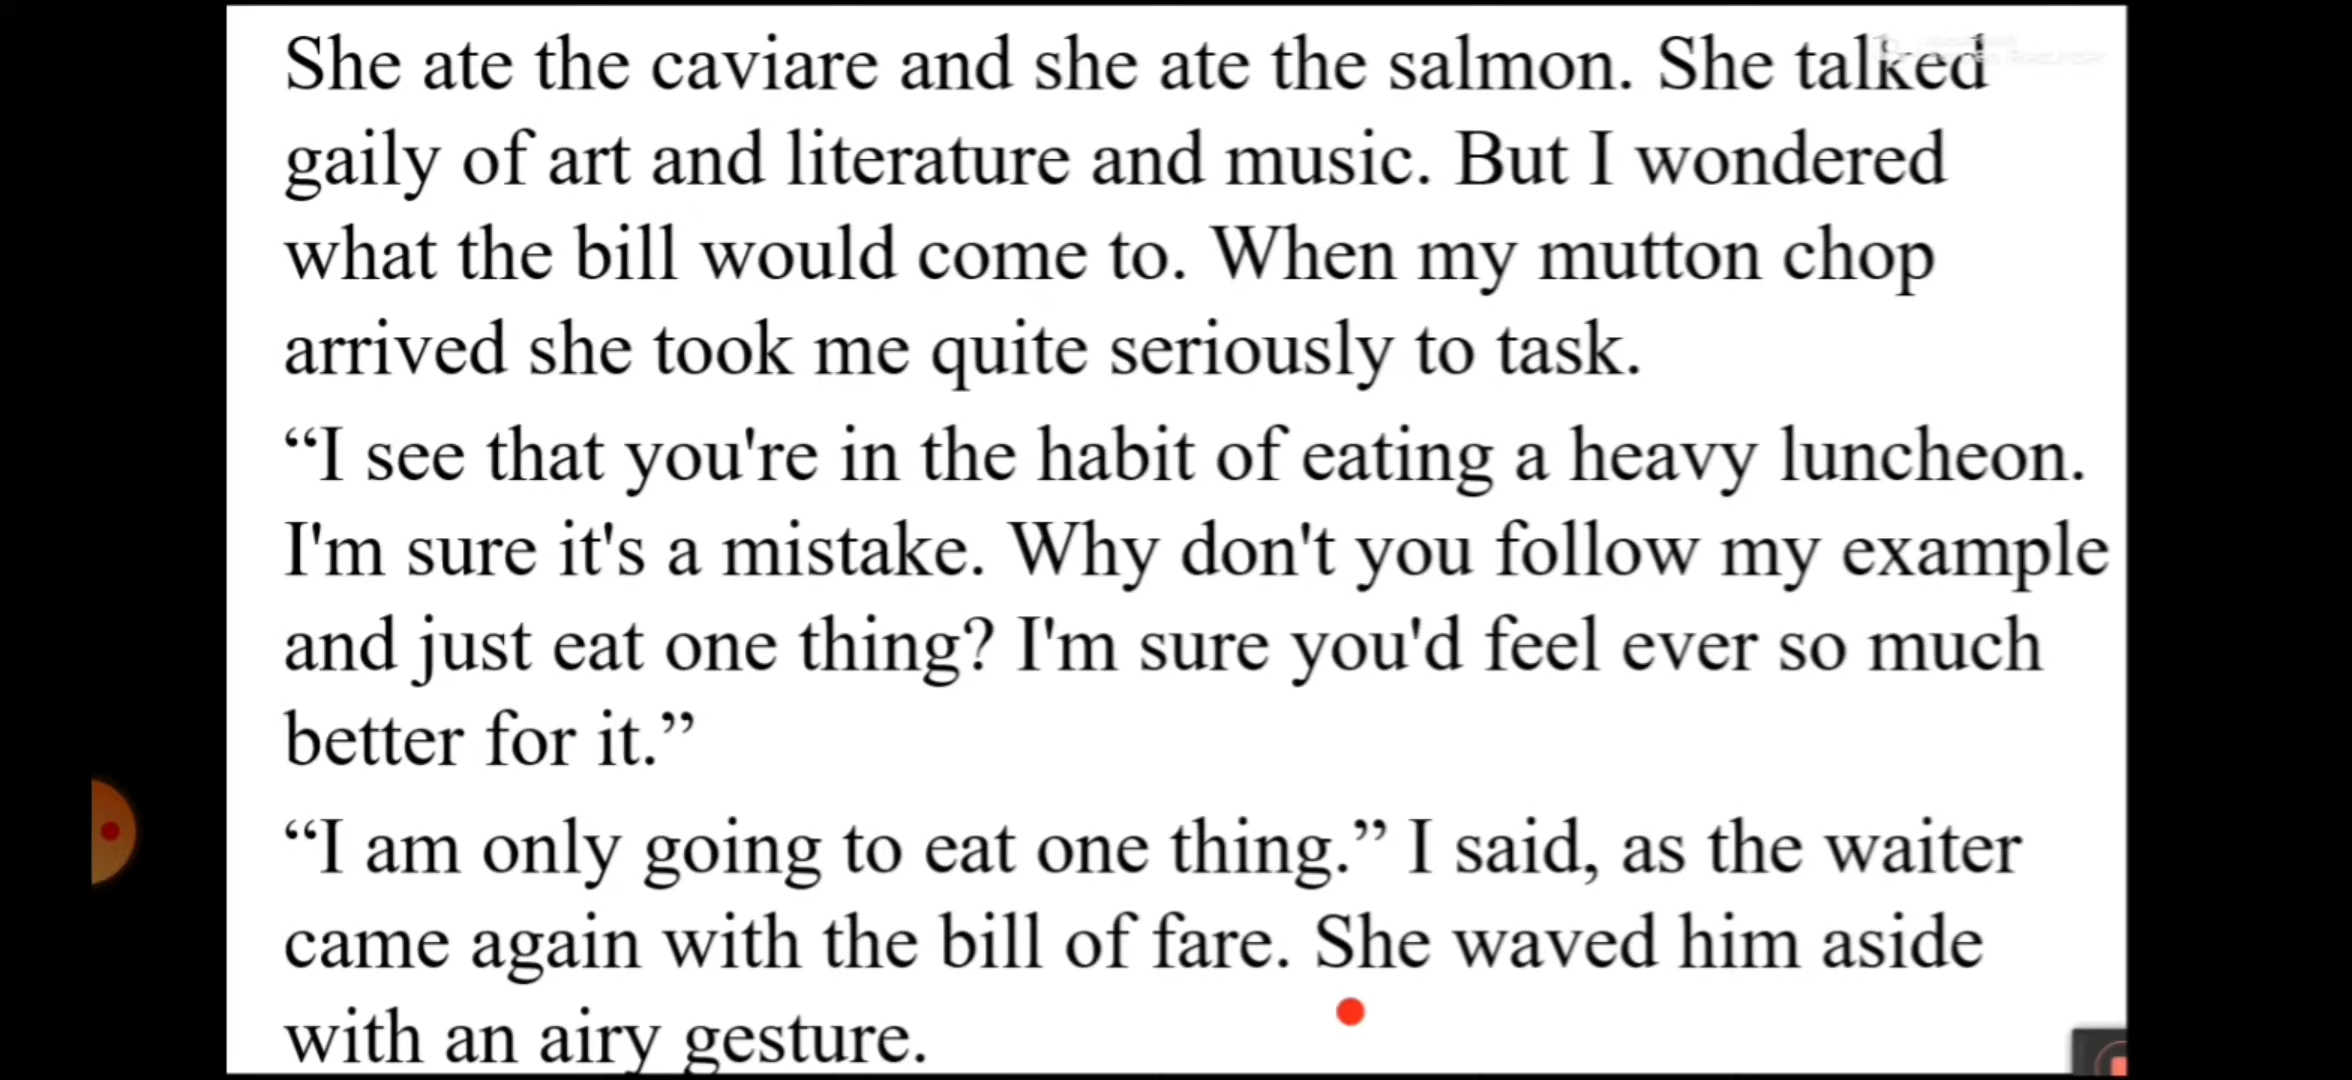 She ate the caviare and she ate the salmon. She talked
gaily of art and literature and music. But I wondered
what the bill would come to. When my mutton chop
arrived she took me quite seriously to task.
“I see that you're in the habit of eating a heavy luncheon.
I'm sure it's a mistake. Why don't you follow my example
and just eat one thing? I'm sure you'd feel ever so much
better for it.”
“I am only going to eat one thing.” I said, as the waiter
came again with the bill of fare. She waved him aside
with an airy gesture.